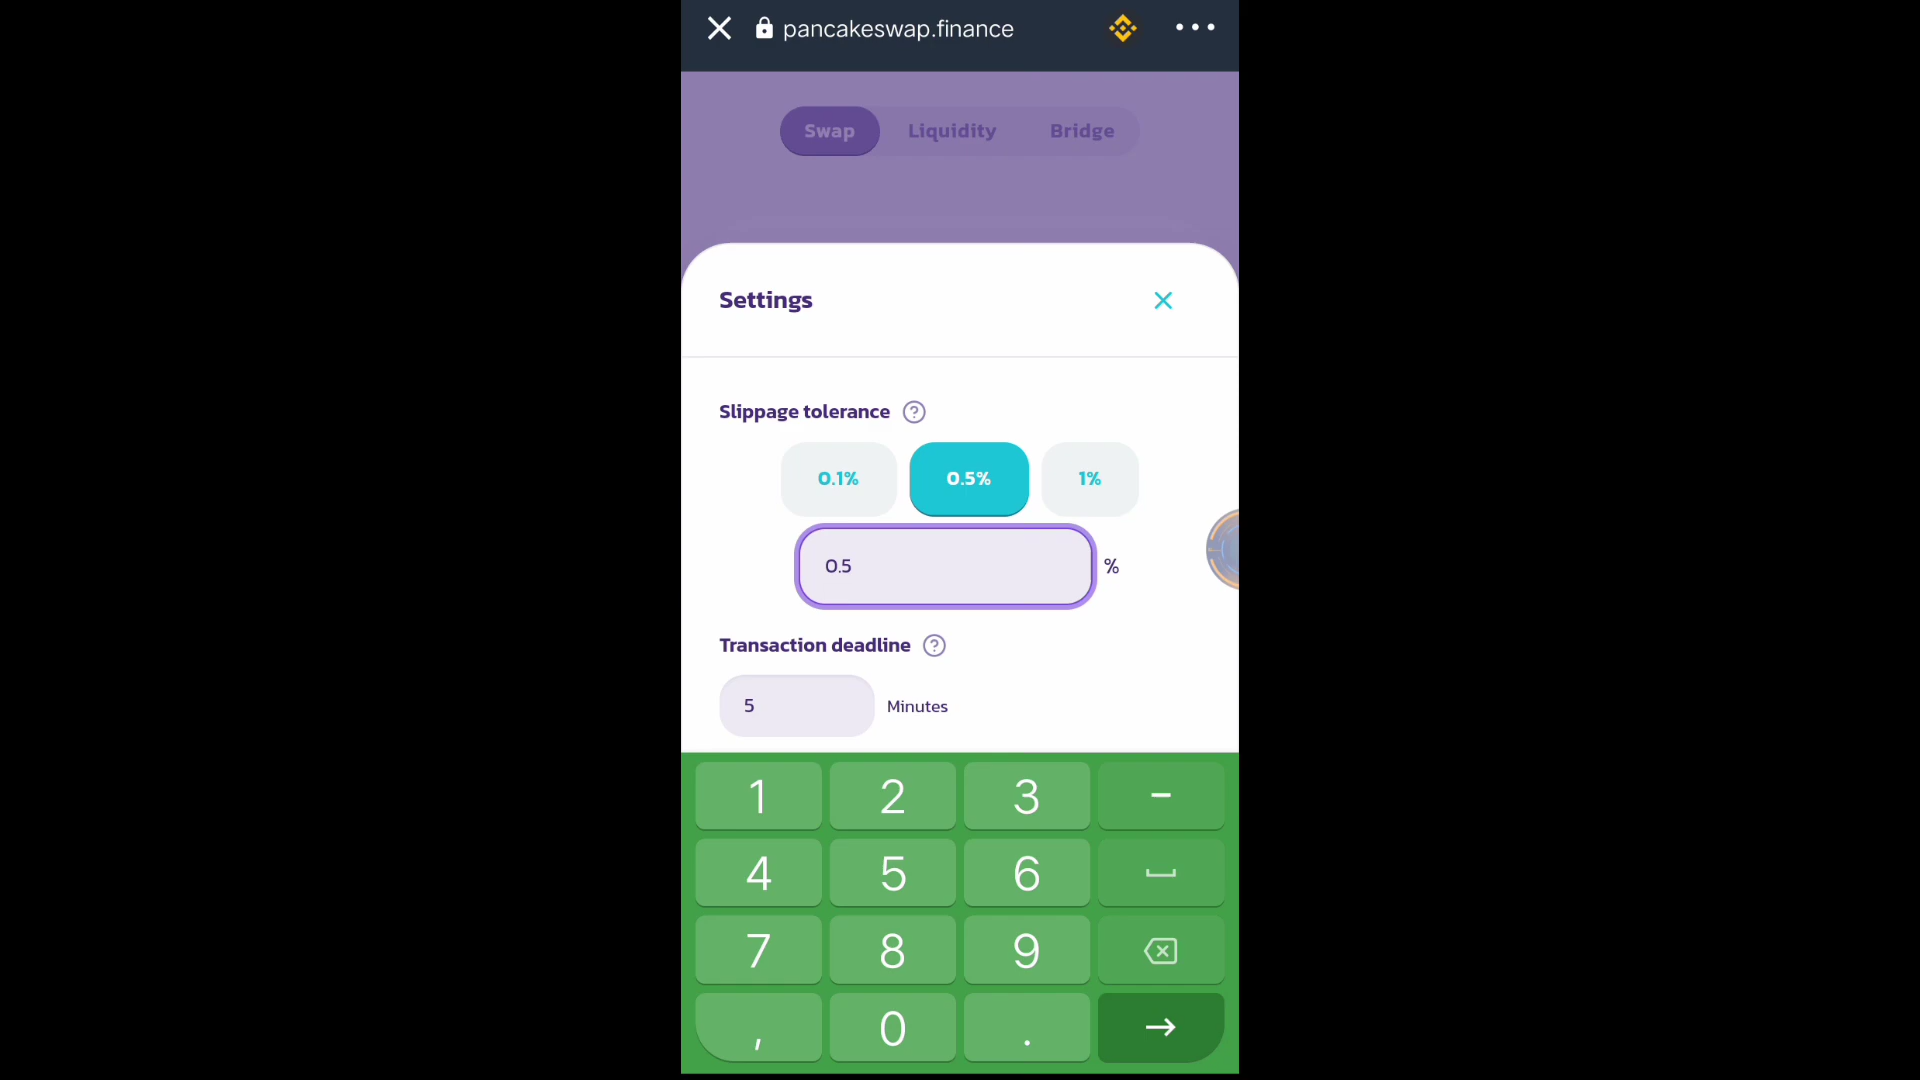 pancakeswap.finance
Swap Liquidity Bridge
Settings
Slippage tolerance ?
0.1% 0.5% 1%
0.5 %
Transaction deadline ?
5 Minutes
1 2 3 -
4 5 6
7 8 9
, 0 .